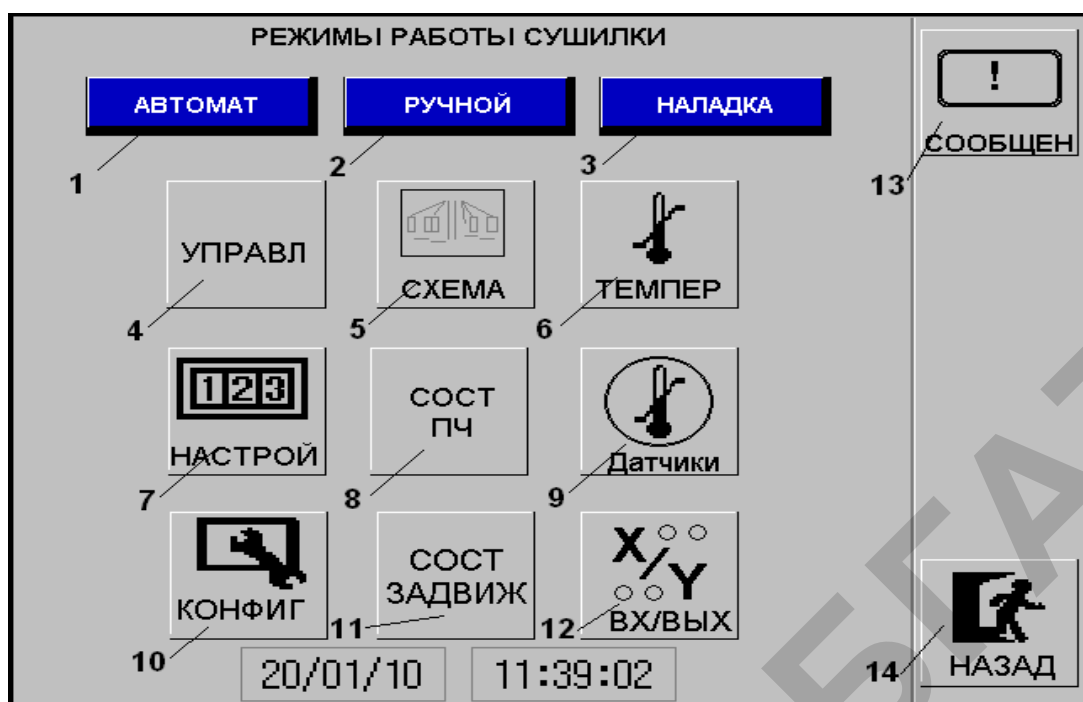 РЕЖИМЫ РАБОТЫ СУШИЛКИ
АВТОМАТ
РУЧНОЙ
НАЛАДКА
!
СООБЩЕН
1
2
3
13
УПРАВЛ
СХЕМА
ТЕМПЕР
4
5
6
123
НАСТРОЙ
СОСТ
ПЧ
Датчики
7
8
9
КОНФИГ
СОСТ
ЗАДВИЖ
X/Y
ВХ/ВЫХ
10
11
12
20/01/10
11:39:02
14
НАЗАД
БГАТ